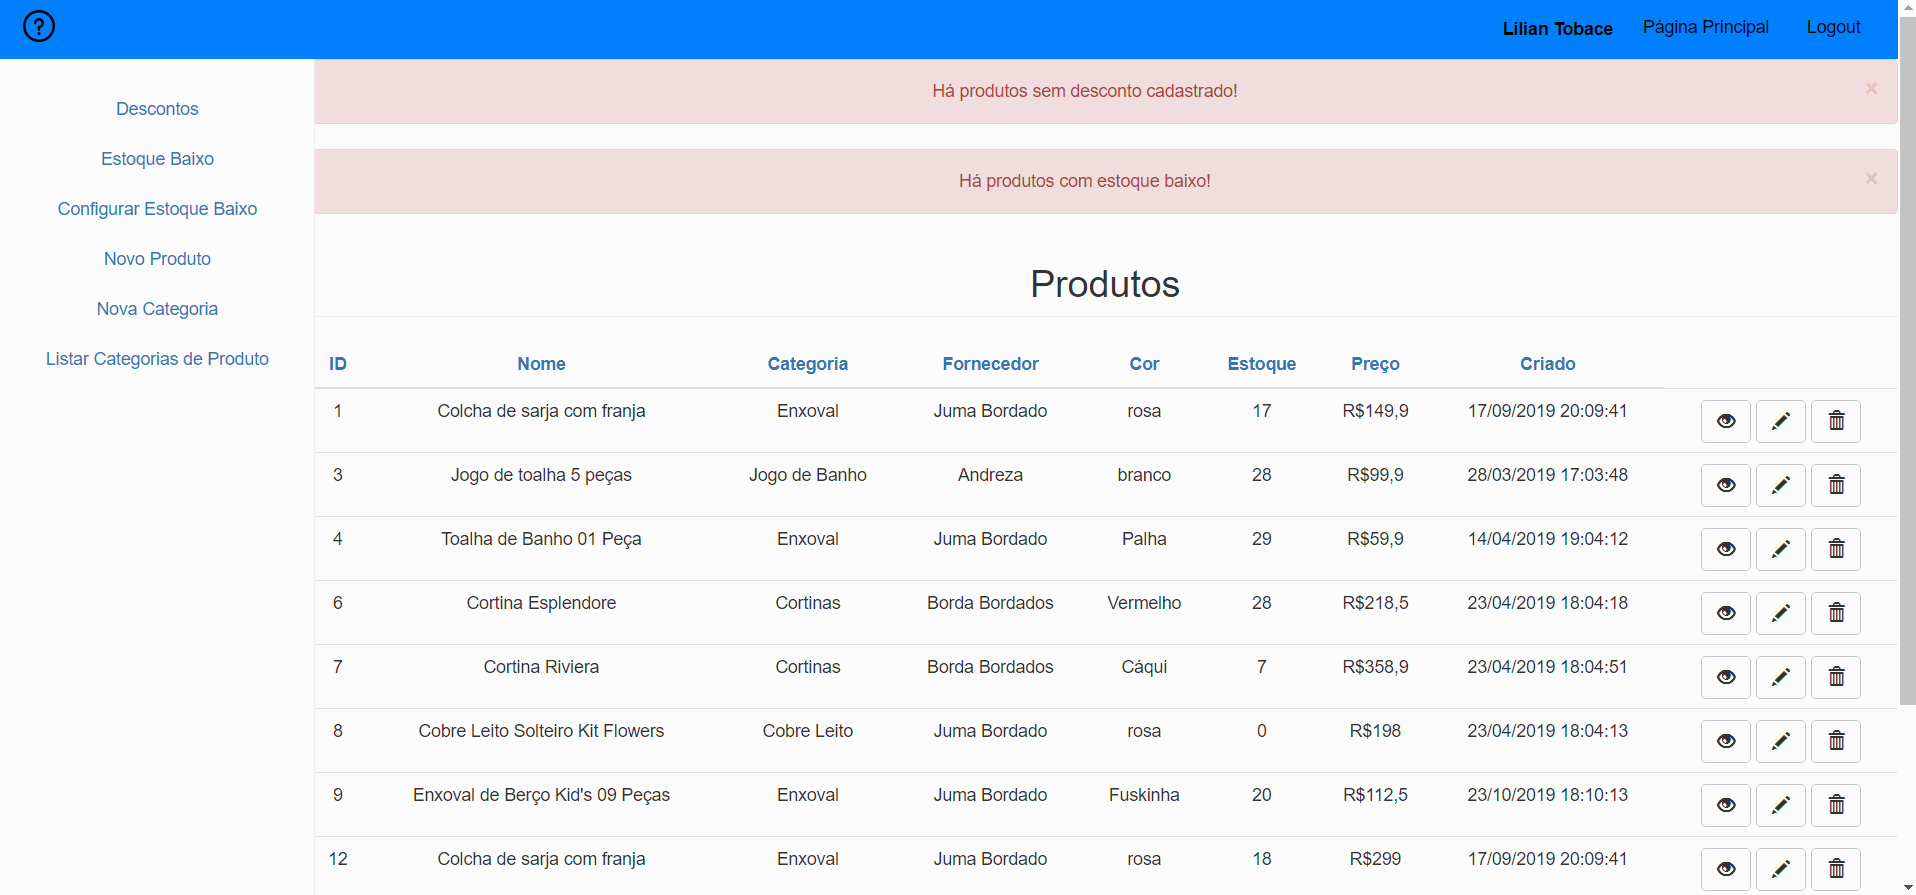 Lilian Tobace Página Principal Logout
Descontos
Estoque Baixo
Configurar Estoque Baixo
Novo Produto
Nova Categoria
Listar Categorias de Produto
Há produtos sem desconto cadastrado! ×
Há produtos com estoque baixo! ×
Produtos
ID Nome Categoria Fornecedor Cor Estoque Preço Criado
1 Colcha de sarja com franja Enxoval Juma Bordado rosa 17 R$149,9 17/09/2019 20:09:41
3 Jogo de toalha 5 peças Jogo de Banho Andreza branco 28 R$99,9 28/03/2019 17:03:48
4 Toalha de Banho 01 Peça Enxoval Juma Bordado Palha 29 R$59,9 14/04/2019 19:04:12
6 Cortina Esplendore Cortinas Borda Bordados Vermelho 28 R$218,5 23/04/2019 18:04:18
7 Cortina Riviera Cortinas Borda Bordados Cáqui 7 R$358,9 23/04/2019 18:04:51
8 Cobre Leito Solteiro Kit Flowers Cobre Leito Juma Bordado rosa 0 R$198 23/04/2019 18:04:13
9 Enxoval de Berço Kid's 09 Peças Enxoval Juma Bordado Fuskinha 20 R$112,5 23/10/2019 18:10:13
12 Colcha de sarja com franja Enxoval Juma Bordado rosa 18 R$299 17/09/2019 20:09:41